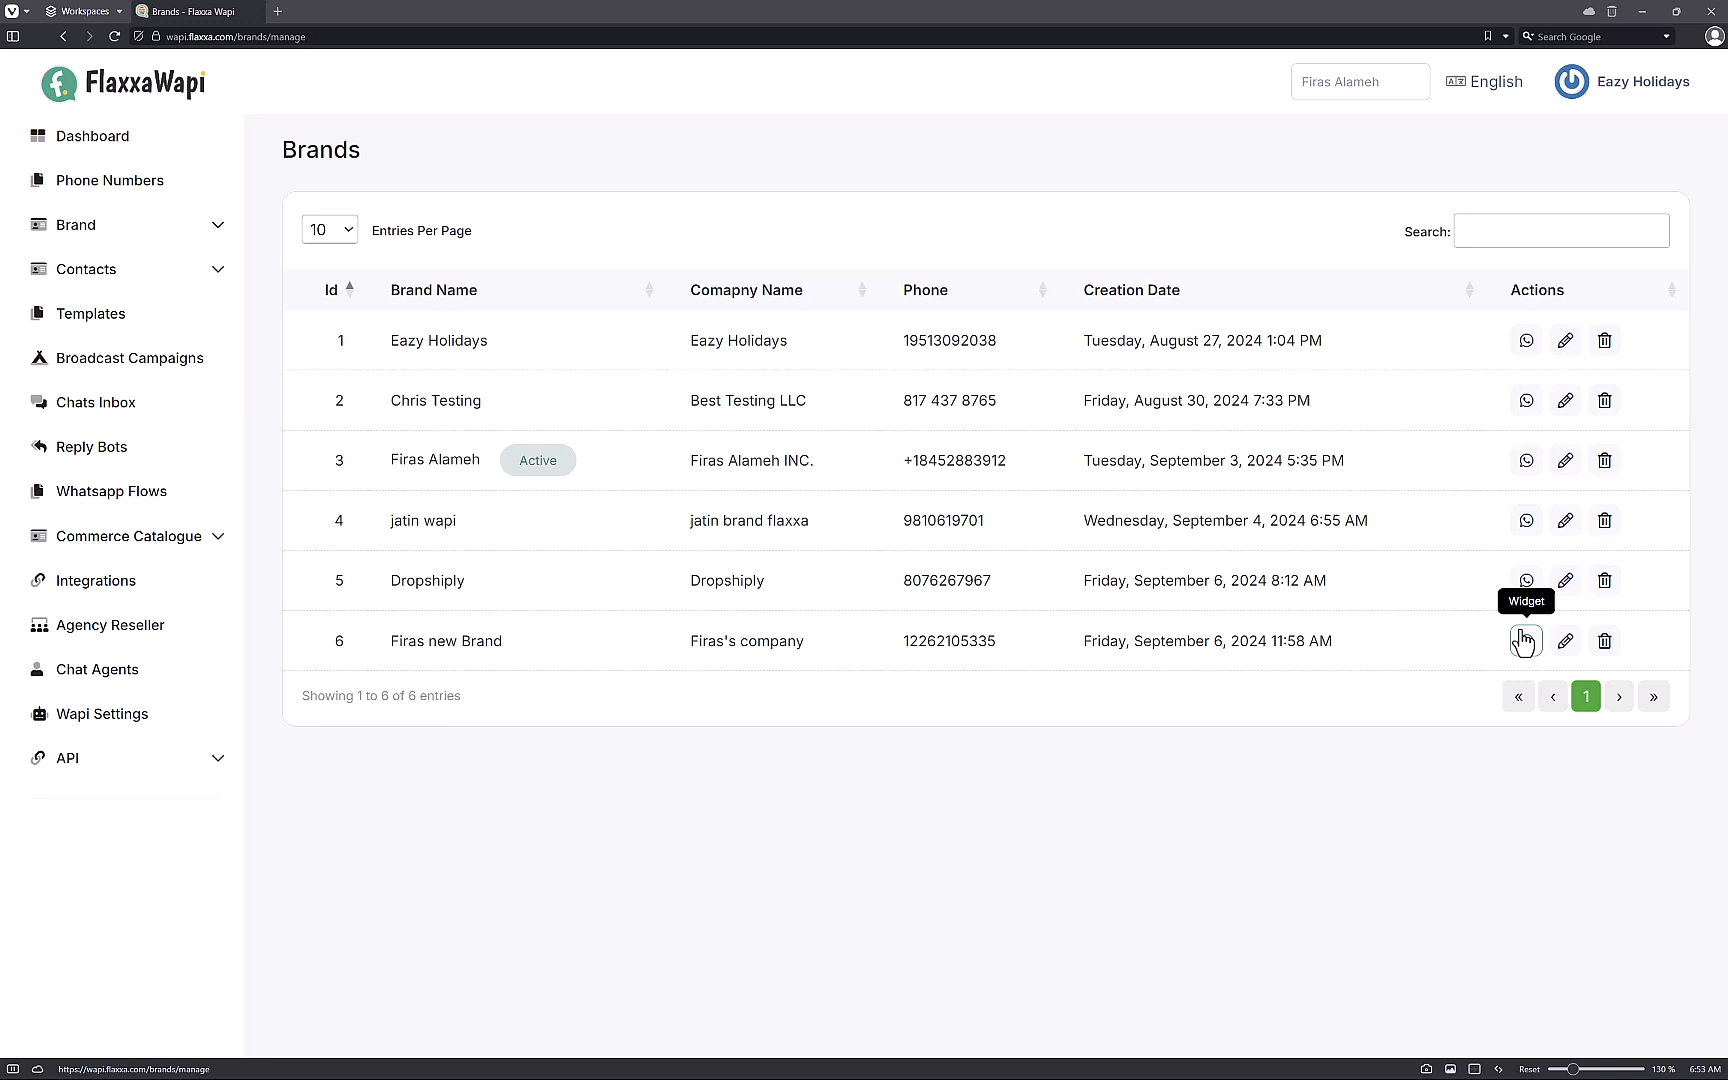 Workspaces
Brands - Flaxxa Wapi
wapi.flaxxa.com/brands/manage
Search Google
FlaxxaWapi
Firas Alameh
English
Eazy Holidays
Dashboard
Phone Numbers
Brand
Contacts
Templates
Broadcast Campaigns
Chats Inbox
Reply Bots
Whatsapp Flows
Commerce Catalogue
Integrations
Agency Reseller
Chat Agents
Wapi Settings
API
Brands
10 Entries Per Page
Search:
Id Brand Name Comapny Name Phone Creation Date Actions
1 Eazy Holidays Eazy Holidays 19513092038 Tuesday, August 27, 2024 1:04 PM
2 Chris Testing Best Testing LLC 817 437 8765 Friday, August 30, 2024 7:33 PM
3 Firas Alameh Active Firas Alameh INC. +18452883912 Tuesday, September 3, 2024 5:35 PM
4 jatin wapi jatin brand flaxxa 9810619701 Wednesday, September 4, 2024 6:55 AM
5 Dropshiply Dropshiply 8076267967 Friday, September 6, 2024 8:12 AM
Widget
6 Firas new Brand Firas's company 12262105335 Friday, September 6, 2024 11:58 AM
Showing 1 to 6 of 6 entries
« ‹ 1 › »
https://wapi.flaxxa.com/brands/manage
Reset 130 % 6:53 AM